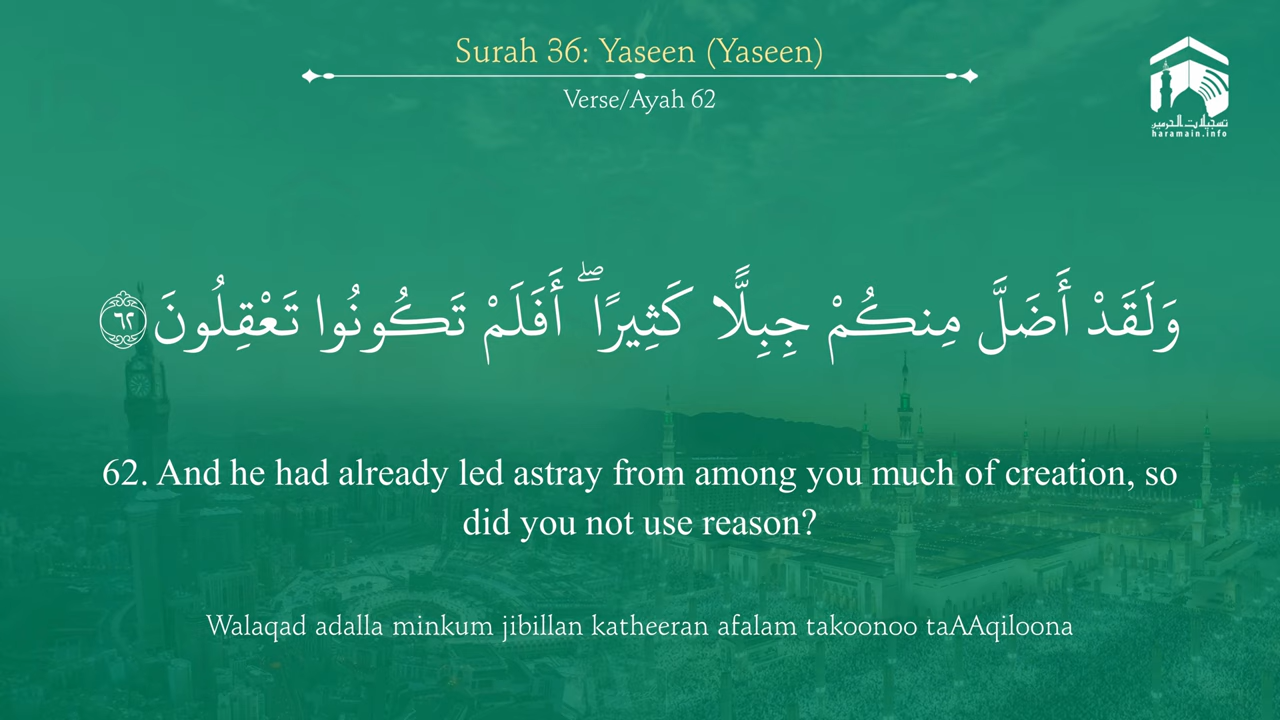 Surah 36: Yaseen (Yaseen)
Verse/Ayah 62
تسجيلات الحرمين
haramain.info
وَلَقَدْ أَضَلَّ مِنكُمْ جِبِلًّا كَثِيرًا ۖ أَفَلَمْ تَكُونُوا تَعْقِلُونَ ٦٢
62. And he had already led astray from among you much of creation, so
did you not use reason?
Walaqad adalla minkum jibillan katheeran afalam takoonoo taAAqiloona